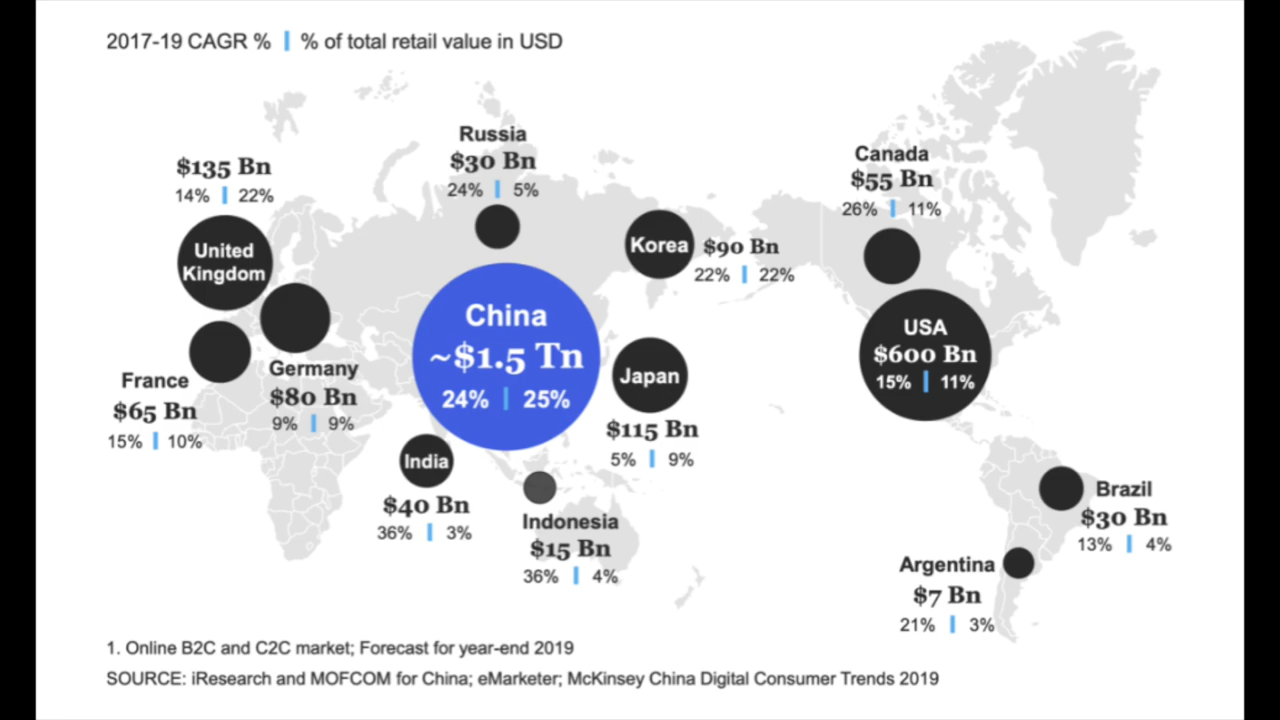 2017-19 CAGR % | % of total retail value in USD
Russia
$30 Bn
24% | 5%
$135 Bn
14% | 22%
United
Kingdom
Canada
$55 Bn
26% | 11%
Korea
$90 Bn
22% | 22%
China
~$1.5 Tn
24% | 25%
USA
$600 Bn
15% | 11%
France
$65 Bn
15% | 10%
Germany
$80 Bn
9% | 9%
Japan
$115 Bn
5% | 9%
India
$40 Bn
36% | 3%
Indonesia
$15 Bn
36% | 4%
Brazil
$30 Bn
13% | 4%
Argentina
$7 Bn
21% | 3%
1. Online B2C and C2C market; Forecast for year-end 2019
SOURCE: iResearch and MOFCOM for China; eMarketer; McKinsey China Digital Consumer Trends 2019